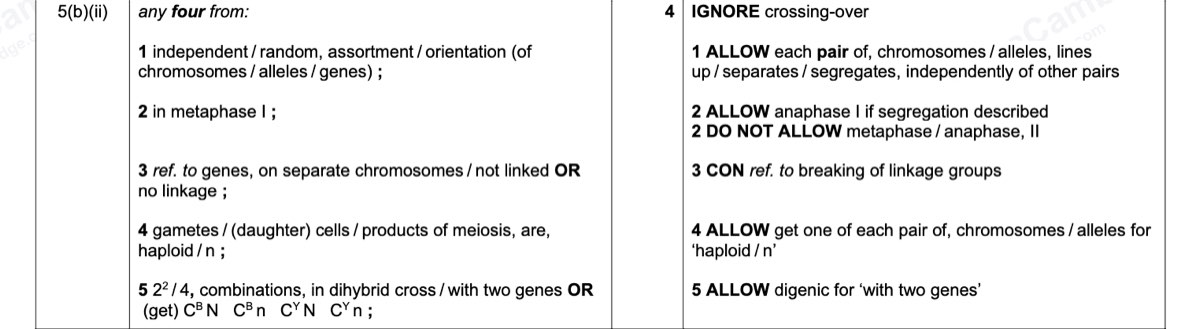 5(b)(ii) any four from: 4 IGNORE crossing-over
1 independent / random, assortment / orientation (of
chromosomes / alleles / genes) ;
1 ALLOW each pair of, chromosomes / alleles, lines
up / separates / segregates, independently of other pairs
2 in metaphase I ;
2 ALLOW anaphase I if segregation described
2 DO NOT ALLOW metaphase / anaphase, II
3 ref. to genes, on separate chromosomes / not linked OR
no linkage ;
3 CON ref. to breaking of linkage groups
4 gametes / (daughter) cells / products of meiosis, are,
haploid / n ;
4 ALLOW get one of each pair of, chromosomes / alleles for
‘haploid / n’
5 2² / 4, combinations, in dihybrid cross / with two genes OR
(get) Cᴮ N Cᴮ n Cʸ N Cʸ n ;
5 ALLOW digenic for ‘with two genes’